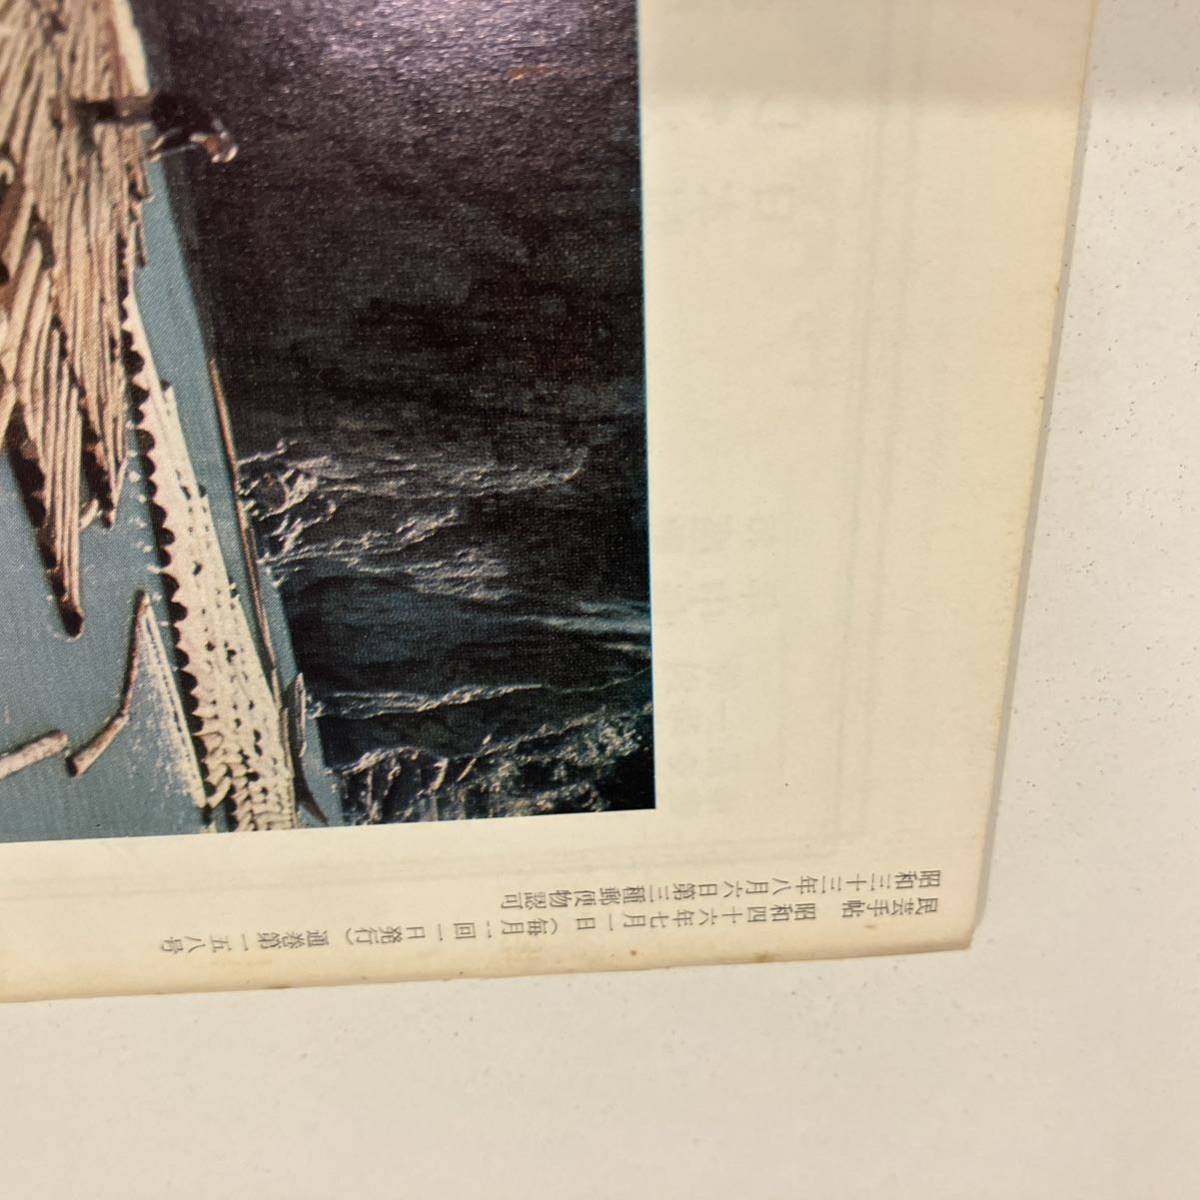 昭和三十三年八月六日第三種郵便物認可
民芸手帖　昭和四十六年七月一日（毎月一回一日発行）通巻第一五八号